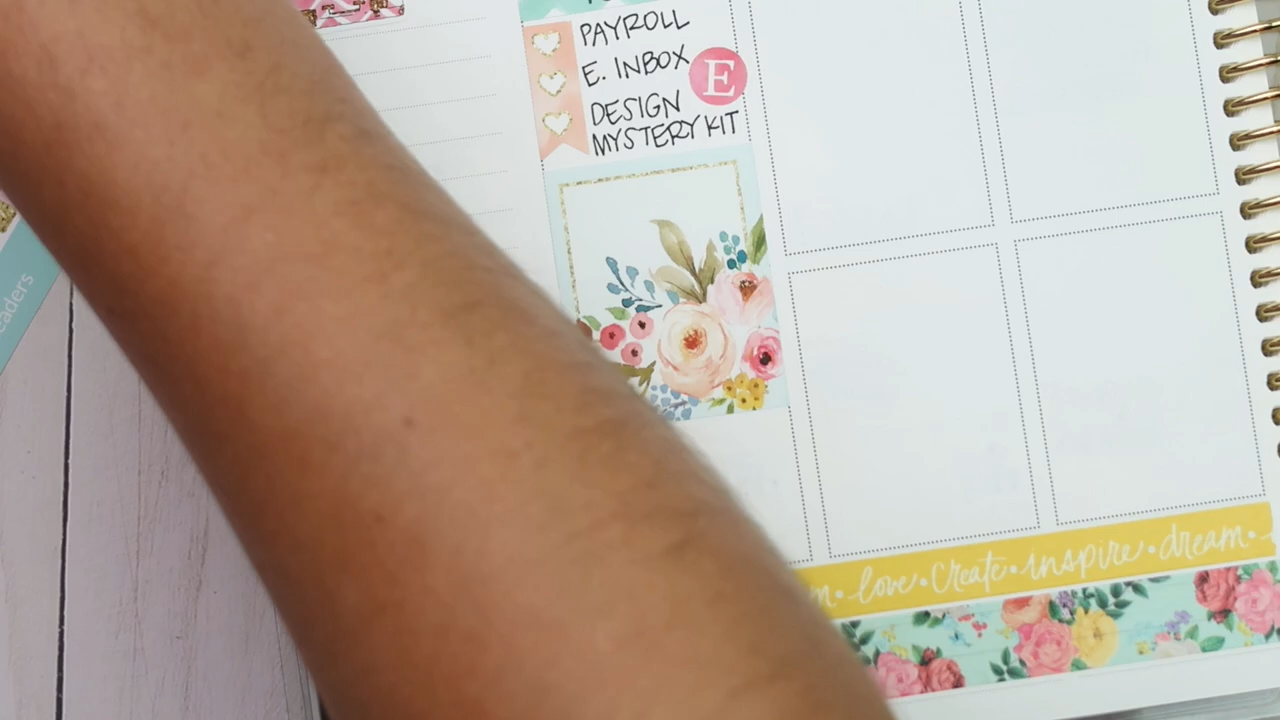 PAYROLL
E. INBOX
E
DESIGN
MYSTERY KIT
love • Create • inspire • dream •